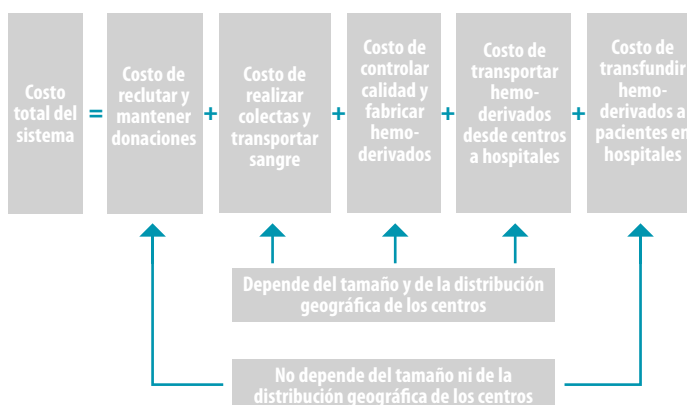 Costo
total del
sistema
=
Costo de
reclutar y
mantener
donaciones
+
Costo de
realizar
colectas y
transportar
sangre
+
Costo de
controlar
calidad y
fabricar
hemo-
derivados
+
Costo de
transportar
hemo-
derivados
desde centros
a hospitales
+
Costo de
transfundir
hemo-
derivados a
pacientes en
hospitales
Depende del tamaño y de la distribución
geográfica de los centros
No depende del tamaño ni de la
distribución geográfica de los centros